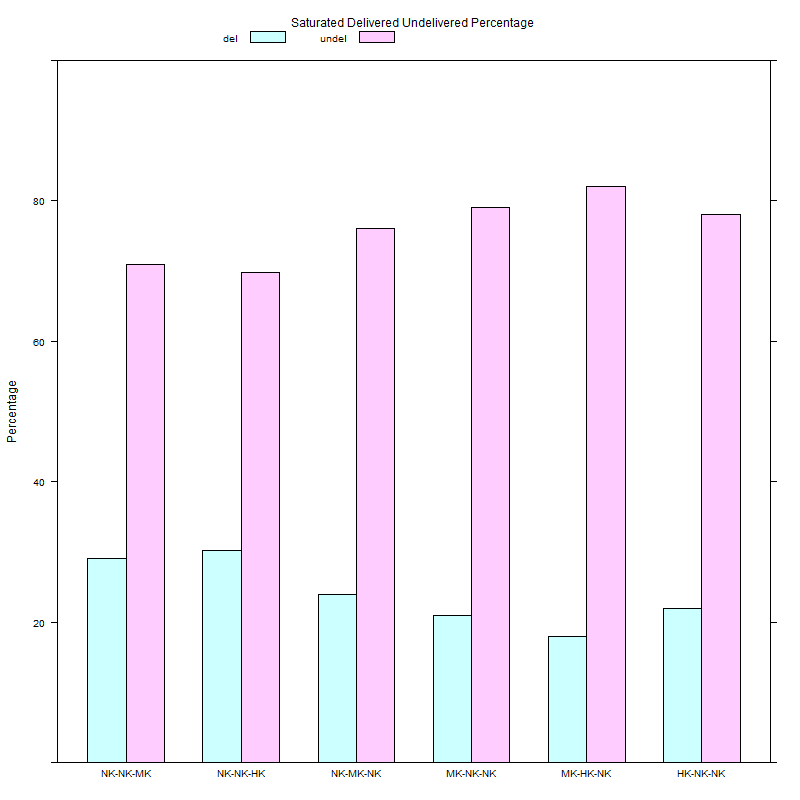 Saturated Delivered Undelivered Percentage
del undel
80
60
Percentage
40
20
NK-NK-MK NK-NK-HK NK-MK-NK MK-NK-NK MK-HK-NK HK-NK-NK